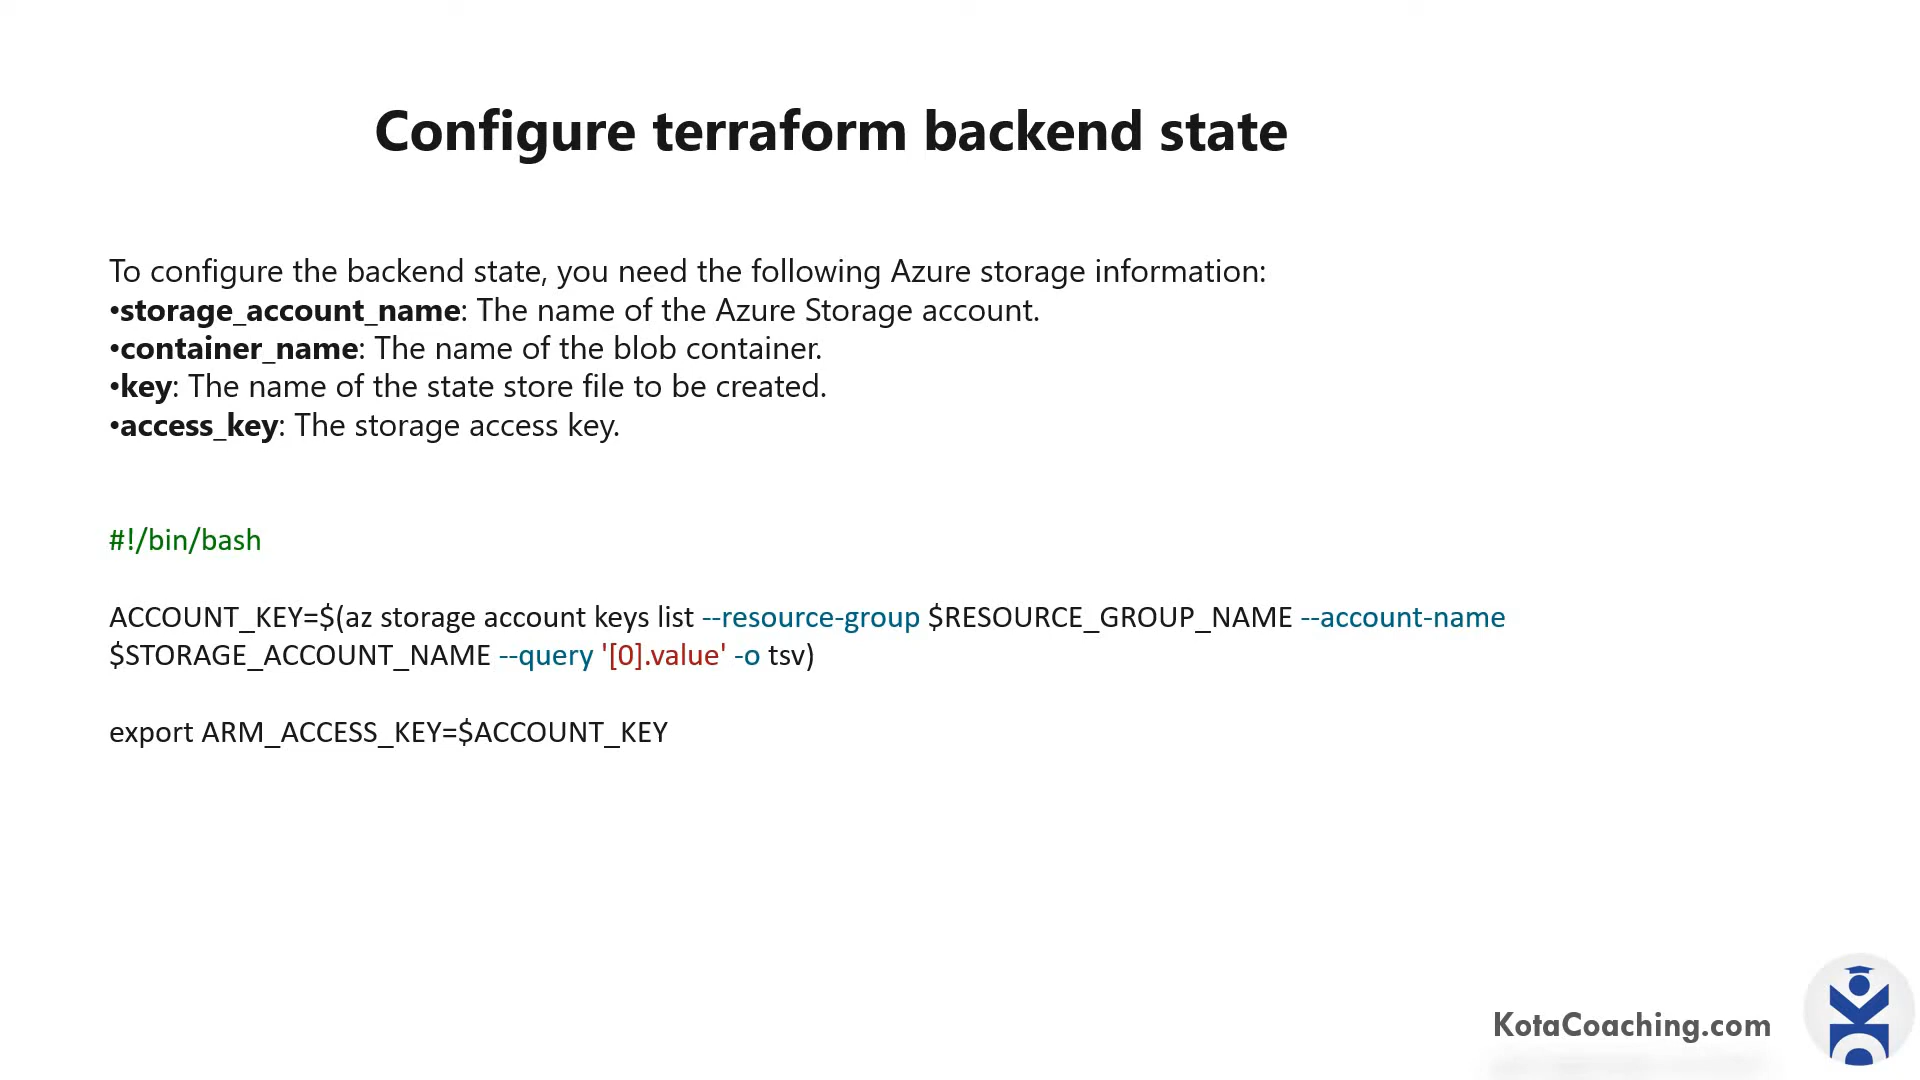 Configure terraform backend state
To configure the backend state, you need the following Azure storage information:
•storage_account_name: The name of the Azure Storage account.
•container_name: The name of the blob container.
•key: The name of the state store file to be created.
•access_key: The storage access key.
#!/bin/bash
ACCOUNT_KEY=$(az storage account keys list --resource-group $RESOURCE_GROUP_NAME --account-name
$STORAGE_ACCOUNT_NAME --query '[0].value' -o tsv)
export ARM_ACCESS_KEY=$ACCOUNT_KEY
KotaCoaching.com